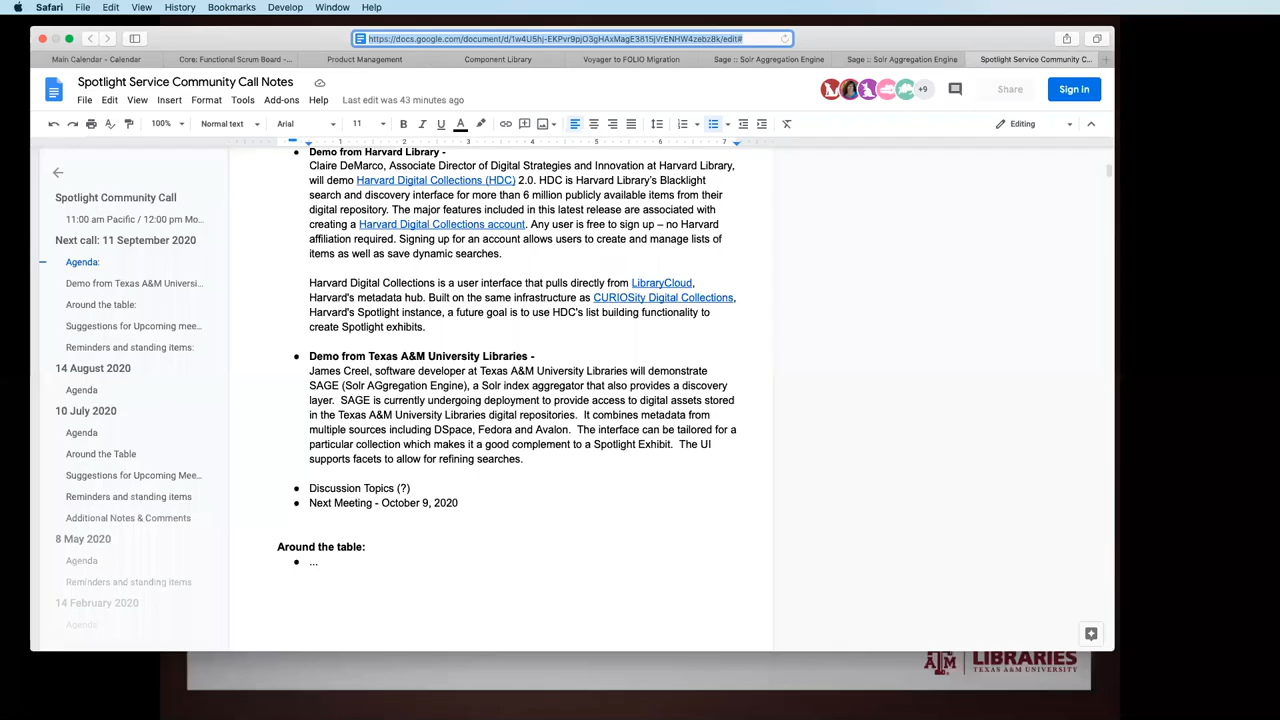 Safari File Edit View History Bookmarks Develop Window Help
https://docs.google.com/document/d/1w4U5hj-EKPvr9pjO3gHAxMagE3815jVrENHW4zebz8k/edit#
Main Calendar - Calendar
Core: Functional Scrum Board -...
Product Management
Component Library
Voyager to FOLIO Migration
Sage :: Solr Aggregation Engine
Sage :: Solr Aggregation Engine
Spotlight Service Community C...
Spotlight Service Community Call Notes
+9
Share
Sign in
File Edit View Insert Format Tools Add-ons Help Last edit was 43 minutes ago
100% Normal text Arial 11 B I U A Editing
1 2 3 4 5 6 7
Spotlight Community Call
11:00 am Pacific / 12:00 pm Mo...
Next call: 11 September 2020
Agenda:
Demo from Texas A&M Universi...
Around the table:
Suggestions for Upcoming mee...
Reminders and standing items:
14 August 2020
Agenda
10 July 2020
Agenda
Around the Table
Suggestions for Upcoming Mee...
Reminders and standing items
Additional Notes & Comments
8 May 2020
Agenda
Reminders and standing items
14 February 2020
Agenda
• Demo from Harvard Library -
Claire DeMarco, Associate Director of Digital Strategies and Innovation at Harvard Library,
will demo Harvard Digital Collections (HDC) 2.0. HDC is Harvard Library's Blacklight
search and discovery interface for more than 6 million publicly available items from their
digital repository. The major features included in this latest release are associated with
creating a Harvard Digital Collections account. Any user is free to sign up – no Harvard
affiliation required. Signing up for an account allows users to create and manage lists of
items as well as save dynamic searches.
Harvard Digital Collections is a user interface that pulls directly from LibraryCloud,
Harvard's metadata hub. Built on the same infrastructure as CURIOSity Digital Collections,
Harvard's Spotlight instance, a future goal is to use HDC's list building functionality to
create Spotlight exhibits.
• Demo from Texas A&M University Libraries -
James Creel, software developer at Texas A&M University Libraries will demonstrate
SAGE (Solr AGgregation Engine), a Solr index aggregator that also provides a discovery
layer. SAGE is currently undergoing deployment to provide access to digital assets stored
in the Texas A&M University Libraries digital repositories. It combines metadata from
multiple sources including DSpace, Fedora and Avalon. The interface can be tailored for a
particular collection which makes it a good complement to a Spotlight Exhibit. The UI
supports facets to allow for refining searches.
• Discussion Topics (?)
• Next Meeting - October 9, 2020
Around the table:
• ...
ATM LIBRARIES
TEXAS A&M UNIVERSITY